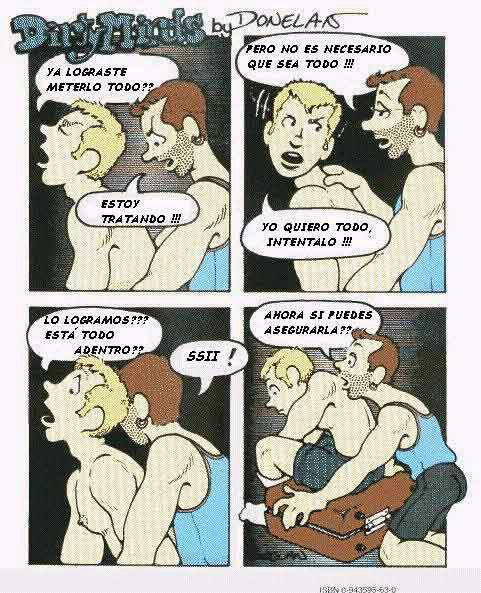 Dirty Minds by DONELAN
YA LOGRASTE
METERLO TODO??
ESTOY
TRATANDO !!!
PERO NO ES NECESARIO
QUE SEA TODO !!!
YO QUIERO TODO,
INTENTALO !!!
LO LOGRAMOS???
ESTÁ TODO
ADENTRO??
SSII !
AHORA SI PUEDES
ASEGURARLA??
ISBN 0-943595-63-0